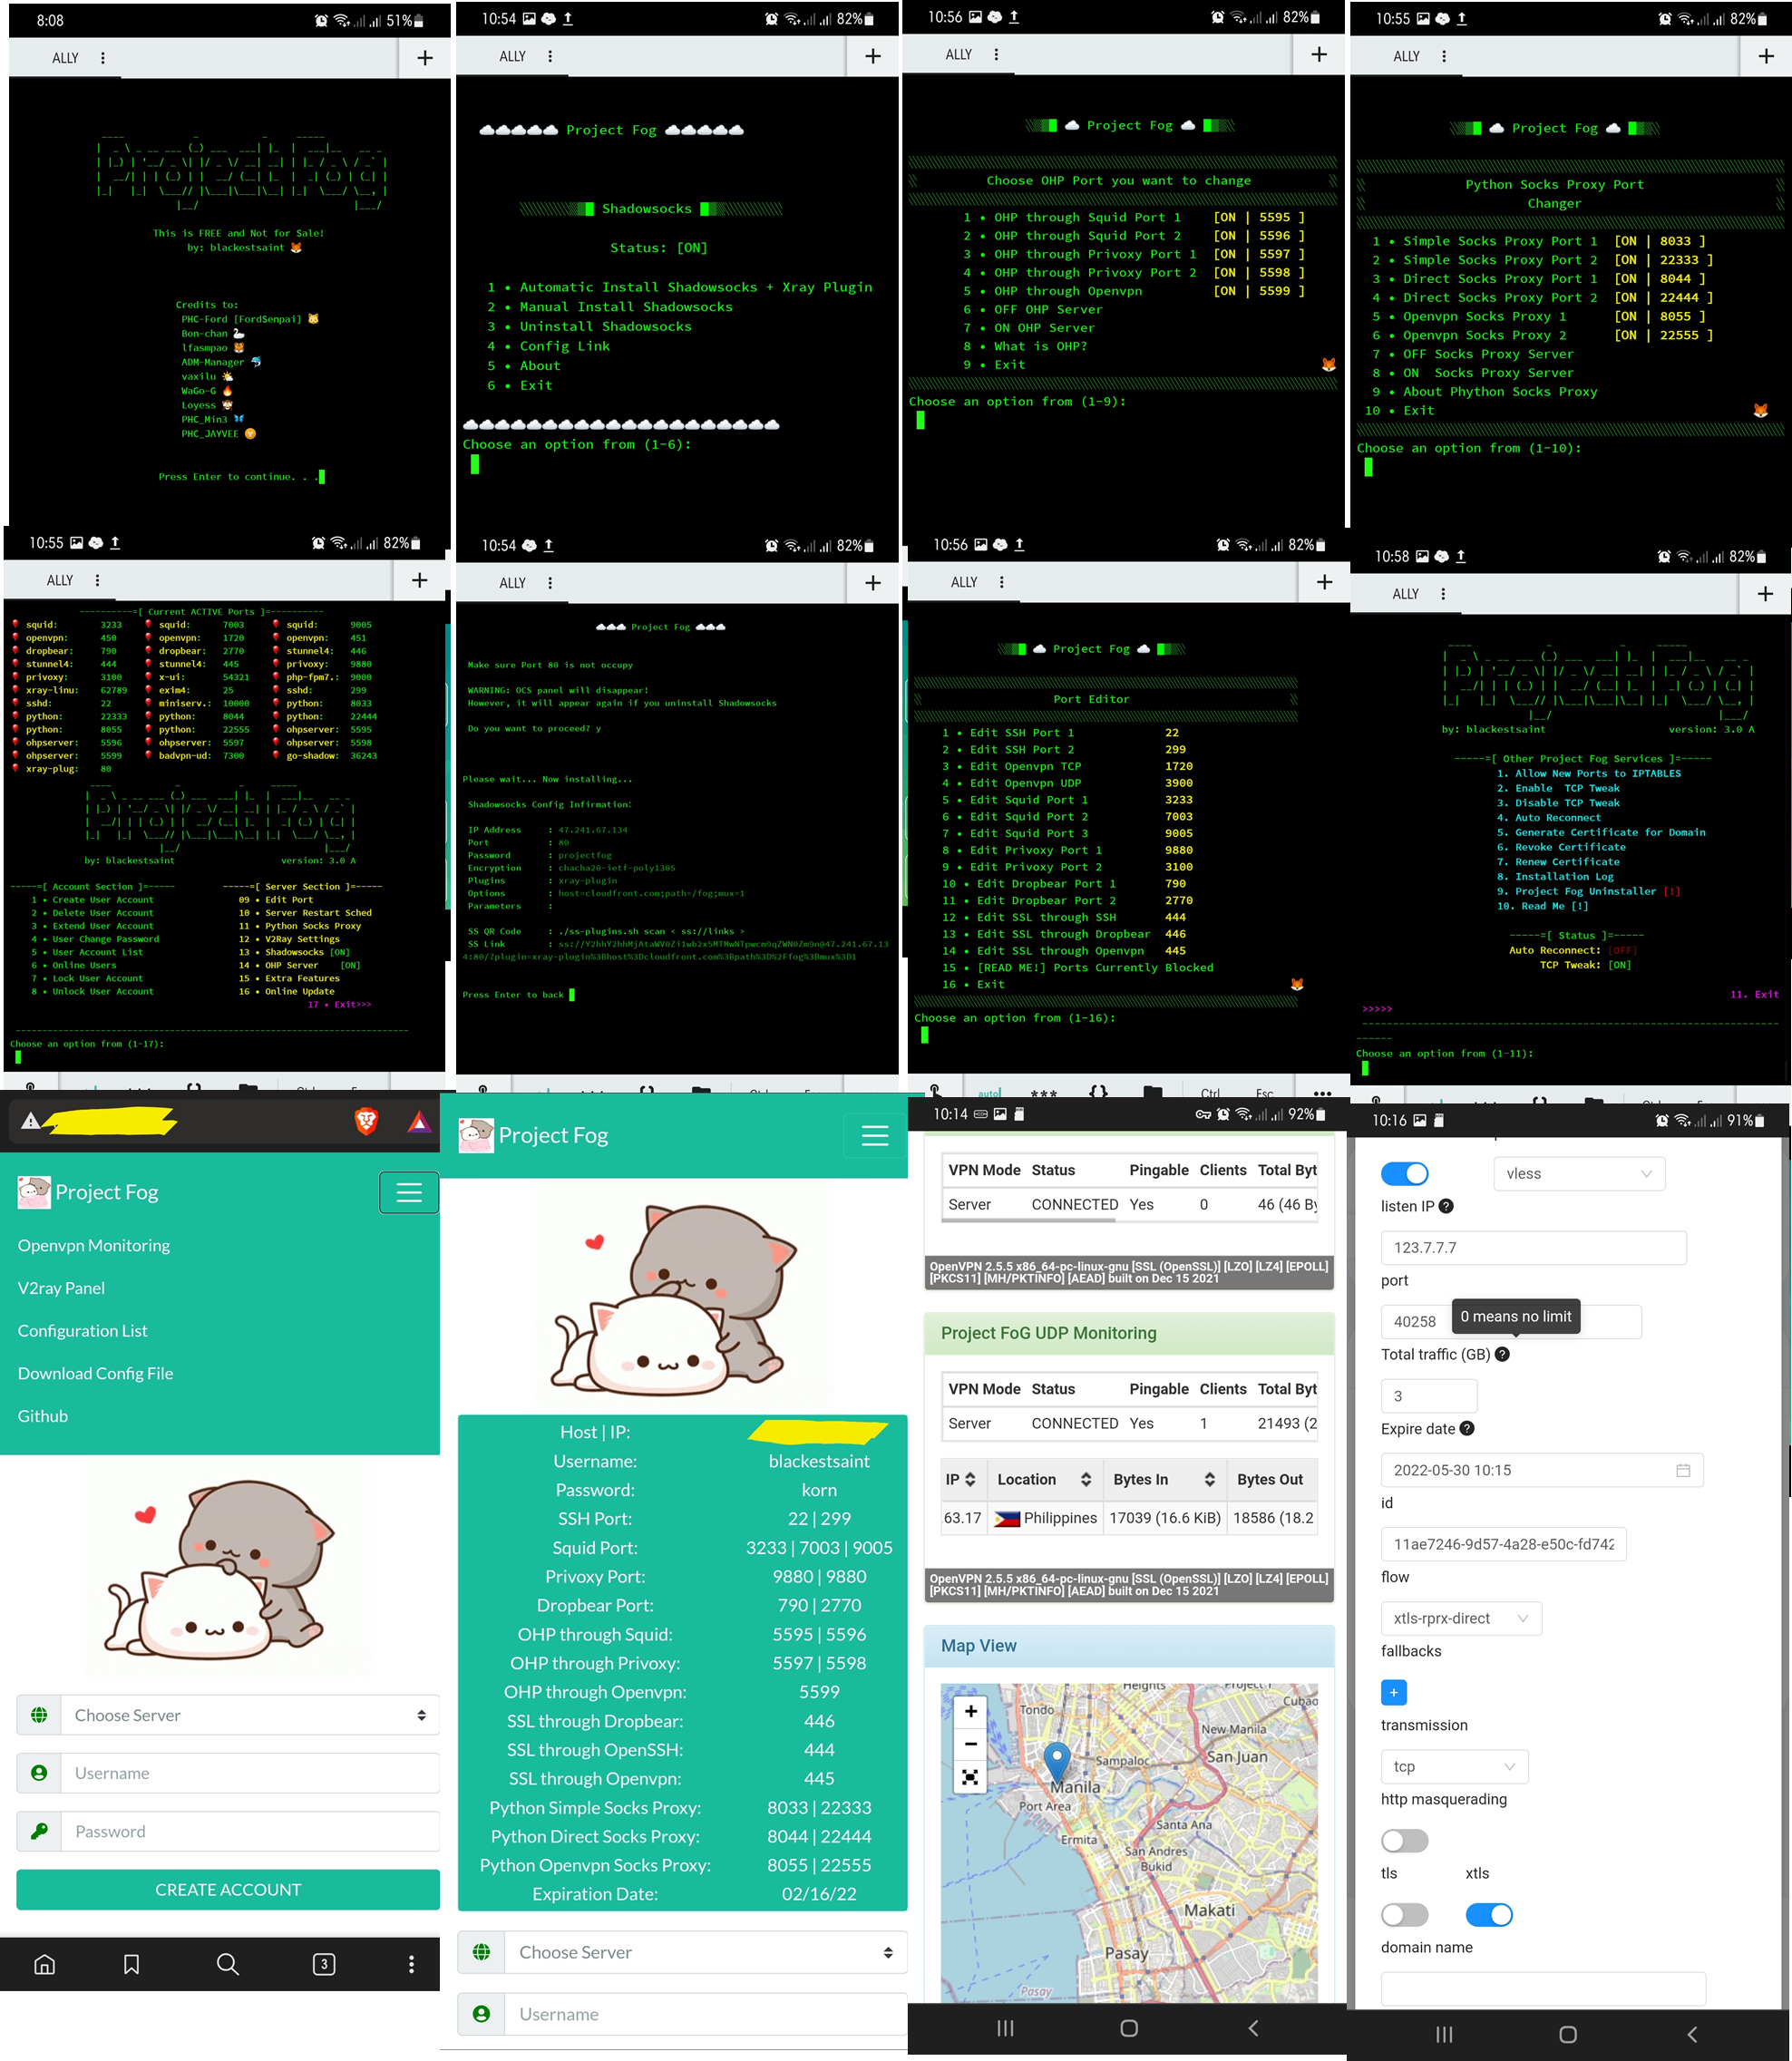 8:08
51%
ALLY
+
Project Fog
This is FREE and Not for $ale!
by: blackestsaint
Credits to:
PHC-Ford [FordSenpai]
Bon-chan
lfasmpao
ADM-Manager
vaxilu
WaGo-G
Loyess
PHC_Min3
PHC_JAYVEE
Press Enter to continue. . .
10:54
82%
ALLY
+
Project Fog
Shadowsocks
Status: [ON]
1 • Automatic Install Shadowsocks + Xray Plugin
2 • Manual Install Shadowsocks
3 • Uninstall Shadowsocks
4 • Config Link
5 • About
6 • Exit
Choose an option from (1-6):
10:56
82%
ALLY
+
Project Fog
Choose OHP Port you want to change
1 • OHP through Squid Port 1 [ON | 5595 ]
2 • OHP through Squid Port 2 [ON | 5596 ]
3 • OHP through Privoxy Port 1 [ON | 5597 ]
4 • OHP through Privoxy Port 2 [ON | 5598 ]
5 • OHP through Openvpn [ON | 5599 ]
6 • OFF OHP Server
7 • ON OHP Server
8 • What is OHP?
9 • Exit
Choose an option from (1-9):
10:55
82%
ALLY
+
Project Fog
Python Socks Proxy Port
Changer
1 • Simple Socks Proxy Port 1 [ON | 8033 ]
2 • Simple Socks Proxy Port 2 [ON | 22333 ]
3 • Direct Socks Proxy Port 1 [ON | 8044 ]
4 • Direct Socks Proxy Port 2 [ON | 22444 ]
5 • Openvpn Socks Proxy 1 [ON | 8055 ]
6 • Openvpn Socks Proxy 2 [ON | 22555 ]
7 • OFF Socks Proxy Server
8 • ON Socks Proxy Server
9 • About Phython Socks Proxy
10 • Exit
Choose an option from (1-10):
10:55
82%
ALLY
+
----------=[ Current ACTIVE Ports ]=----------
squid: 3233 squid: 7003 squid: 9005
openvpn: 450 openvpn: 1720 openvpn: 451
dropbear: 790 dropbear: 2770 stunnel4: 446
stunnel4: 444 stunnel4: 445 privoxy: 9880
privoxy: 3100 x-ui: 54321 php-fpm7.: 9000
xray-linu: 62789 exim4: 25 sshd: 299
sshd: 22 miniserv.: 10000 python: 8033
python: 22333 python: 8044 python: 22444
python: 8055 python: 22555 ohpserver: 5595
ohpserver: 5596 ohpserver: 5597 ohpserver: 5598
ohpserver: 5599 badvpn-ud: 7300 go-shadow: 36243
xray-plug: 80
Project Fog
by: blackestsaint version: 3.0 A
-----=[ Account Section ]=----- -----=[ Server Section ]=-----
1 • Create User Account 09 • Edit Port
2 • Delete User Account 10 • Server Restart Sched
3 • Extend User Account 11 • Python Socks Proxy
4 • User Change Password 12 • V2Ray Settings
5 • User Account List 13 • Shadowsocks [ON]
6 • Online Users 14 • OHP Server [ON]
7 • Lock User Account 15 • Extra Features
8 • Unlock User Account 16 • Online Update
17 • Exit>>>
Choose an option from (1-17):
10:54
82%
ALLY
+
Project Fog
Make sure Port 80 is not occupy
WARNING: OCS panel will disappear!
However, it will appear again if you uninstall Shadowsocks
Do you want to proceed? y
Please wait... Now installing...
Shadowsocks Config Infirmation:
IP Address : 47.241.67.134
Port : 80
Password : projectfog
Encryption : chacha20-ietf-poly1305
Plugins : xray-plugin
Options : host=cloudfront.com;path=/fog;mux=1
Parameters :
SS QR Code : ./ss-plugins.sh scan < ss://links >
SS Link : ss://Y2hhY2hhMjAtaWV0Zi1wb2x5MTMwNTpwcm9qZWN0Zm9n@47.241.67.13
4:80/?plugin=xray-plugin%3Bhost%3Dcloudfront.com%3Bpath%3D%2Ffog%3Bmux%3D1
Press Enter to back
10:56
82%
ALLY
+
Project Fog
Port Editor
1 • Edit SSH Port 1 22
2 • Edit SSH Port 2 299
3 • Edit Openvpn TCP 1720
4 • Edit Openvpn UDP 3900
5 • Edit Squid Port 1 3233
6 • Edit Squid Port 2 7003
7 • Edit Squid Port 3 9005
8 • Edit Privoxy Port 1 9880
9 • Edit Privoxy Port 2 3100
10 • Edit Dropbear Port 1 790
11 • Edit Dropbear Port 2 2770
12 • Edit SSL through SSH 444
13 • Edit SSL through Dropbear 446
14 • Edit SSL through Openvpn 445
15 • [READ ME!] Ports Currently Blocked
16 • Exit
Choose an option from (1-16):
auto! *** {} Ctrl Esc
10:58
82%
ALLY
+
Project Fog
by: blackestsaint version: 3.0 A
-----=[ Other Project Fog Services ]=-----
1. Allow New Ports to IPTABLES
2. Enable TCP Tweak
3. Disable TCP Tweak
4. Auto Reconnect
5. Generate Certificate for Domain
6. Revoke Certificate
7. Renew Certificate
8. Installation Log
9. Project Fog Uninstaller [!]
10. Read Me [!]
-----=[ Status ]=-----
Auto Reconnect: [OFF]
TCP Tweak: [ON]
11. Exit
>>>>>
Choose an option from (1-11):
Project Fog
Openvpn Monitoring
V2ray Panel
Configuration List
Download Config File
Github
Choose Server
Username
Password
CREATE ACCOUNT
3
Project Fog
Host | IP:
Username: blackestsaint
Password: korn
SSH Port: 22 | 299
Squid Port: 3233 | 7003 | 9005
Privoxy Port: 9880 | 9880
Dropbear Port: 790 | 2770
OHP through Squid: 5595 | 5596
OHP through Privoxy: 5597 | 5598
OHP through Openvpn: 5599
SSL through Dropbear: 446
SSL through OpenSSH: 444
SSL through Openvpn: 445
Python Simple Socks Proxy: 8033 | 22333
Python Direct Socks Proxy: 8044 | 22444
Python Openvpn Socks Proxy: 8055 | 22555
Expiration Date: 02/16/22
Choose Server
Username
10:14
92%
VPN Mode Status Pingable Clients Total Byt
Server CONNECTED Yes 0 46 (46 By
OpenVPN 2.5.5 x86_64-pc-linux-gnu [SSL (OpenSSL)] [LZO] [LZ4] [EPOLL]
[PKCS11] [MH/PKTINFO] [AEAD] built on Dec 15 2021
Project FoG UDP Monitoring
VPN Mode Status Pingable Clients Total Byt
Server CONNECTED Yes 1 21493 (2
IP Location Bytes In Bytes Out
63.17 Philippines 17039 (16.6 KiB) 18586 (18.2
OpenVPN 2.5.5 x86_64-pc-linux-gnu [SSL (OpenSSL)] [LZO] [LZ4] [EPOLL]
[PKCS11] [MH/PKTINFO] [AEAD] built on Dec 15 2021
Map View
+
−
Heights
Project 1
Cubao
Tondo
New Manila
Sampaloc
San Juan
Manila
Port Area
Santa Ana
Ermita
San Andres
Bukid
Makati
Pasay
Pasay
10:16
91%
vless
listen IP ?
123.7.7.7
port
40258
0 means no limit
Total traffic (GB) ?
3
Expire date ?
2022-05-30 10:15
id
11ae7246-9d57-4a28-e50c-fd742
flow
xtls-rprx-direct
fallbacks
+
transmission
tcp
http masquerading
tls xtls
domain name